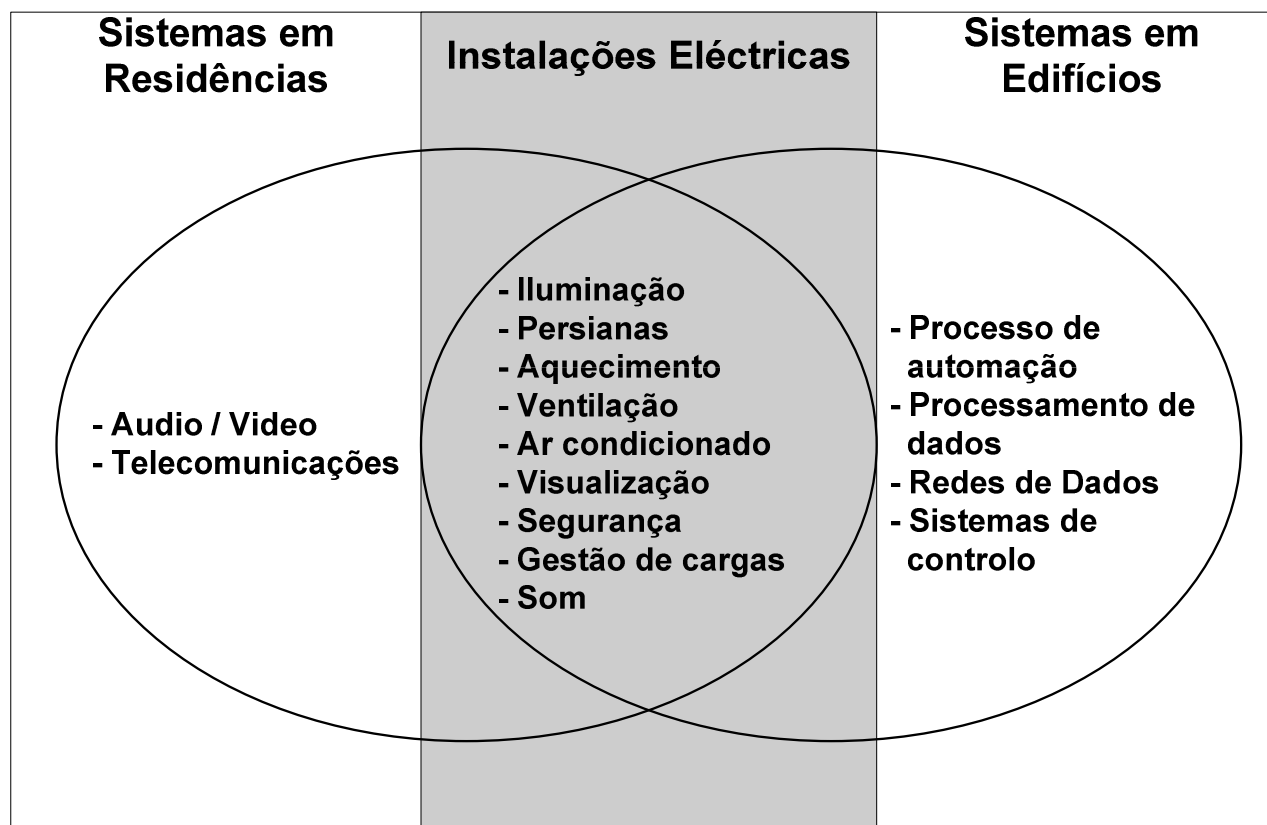 Sistemas em
Residências
Instalações Eléctricas
Sistemas em
Edifícios
- Audio / Video
- Telecomunicações
- Iluminação
- Persianas
- Aquecimento
- Ventilação
- Ar condicionado
- Visualização
- Segurança
- Gestão de cargas
- Som
- Processo de
automação
- Processamento de
dados
- Redes de Dados
- Sistemas de
controlo